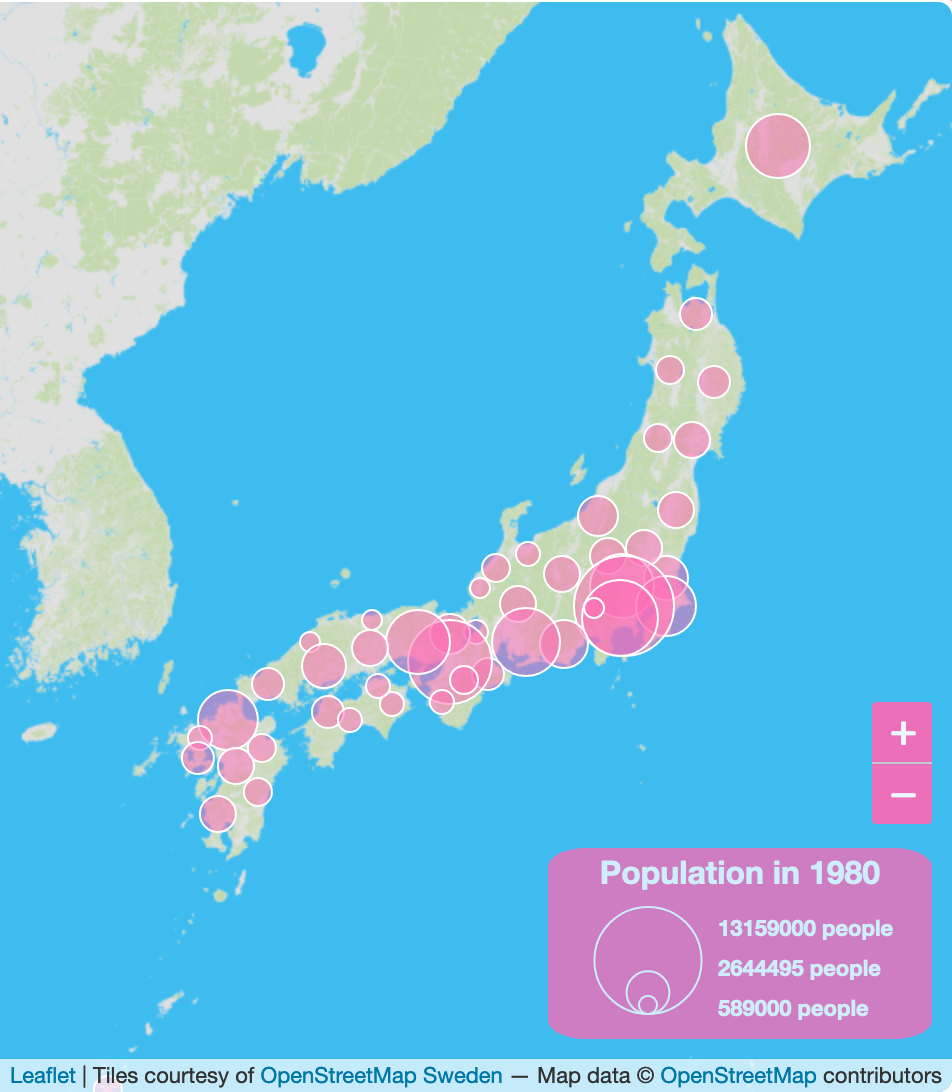 +
−
Population in 1980
13159000 people
2644495 people
589000 people
Leaflet | Tiles courtesy of OpenStreetMap Sweden — Map data © OpenStreetMap contributors